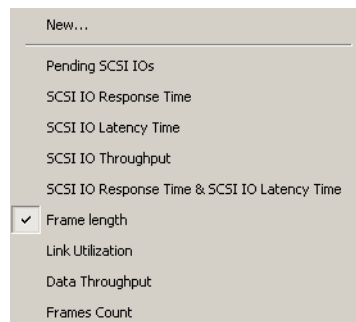 New...
Pending SCSI IOs
SCSI IO Response Time
SCSI IO Latency Time
SCSI IO Throughput
SCSI IO Response Time & SCSI IO Latency Time
Frame length
Link Utilization
Data Throughput
Frames Count